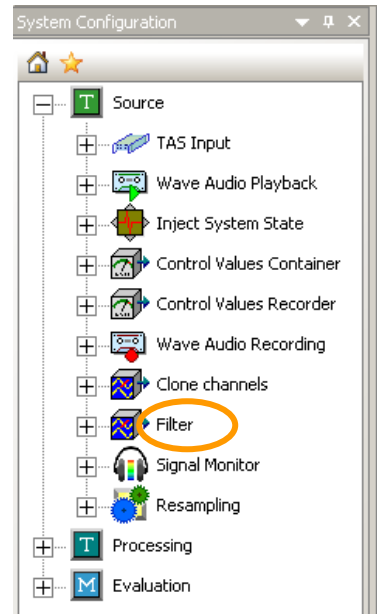 System Configuration
T Source
TAS Input
Wave Audio Playback
Inject System State
Control Values Container
Control Values Recorder
Wave Audio Recording
Clone channels
Filter
Signal Monitor
Resampling
T Processing
M Evaluation